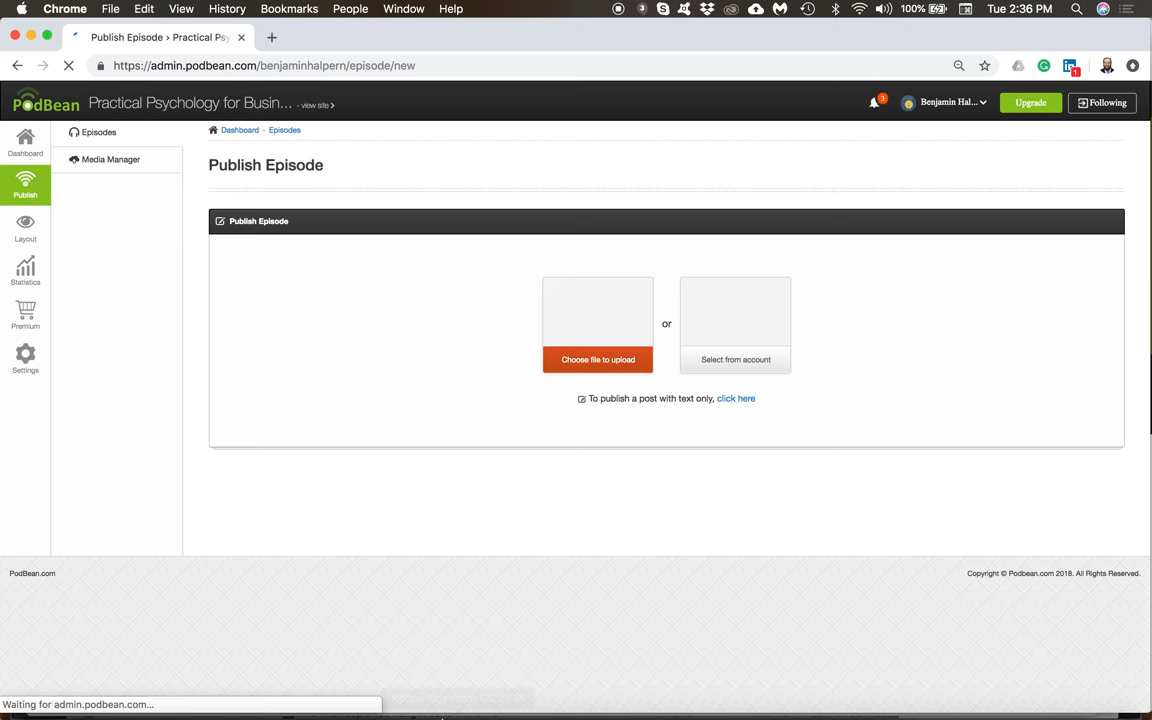 Chrome File Edit View History Bookmarks People Window Help 3 100% Tue 2:36 PM
Publish Episode › Practical Psy
https://admin.podbean.com/benjaminhalpern/episode/new 1
PodBean Practical Psychology for Busin... - view site › 3 Benjamin Hal... Upgrade Following
Dashboard
Publish
Layout
Statistics
Premium
Settings
Episodes
Media Manager
Dashboard » Episodes
Publish Episode
Publish Episode
Choose file to upload
or
Select from account
To publish a post with text only, click here
PodBean.com
Copyright © Podbean.com 2018. All Rights Reserved.
Waiting for admin.podbean.com...